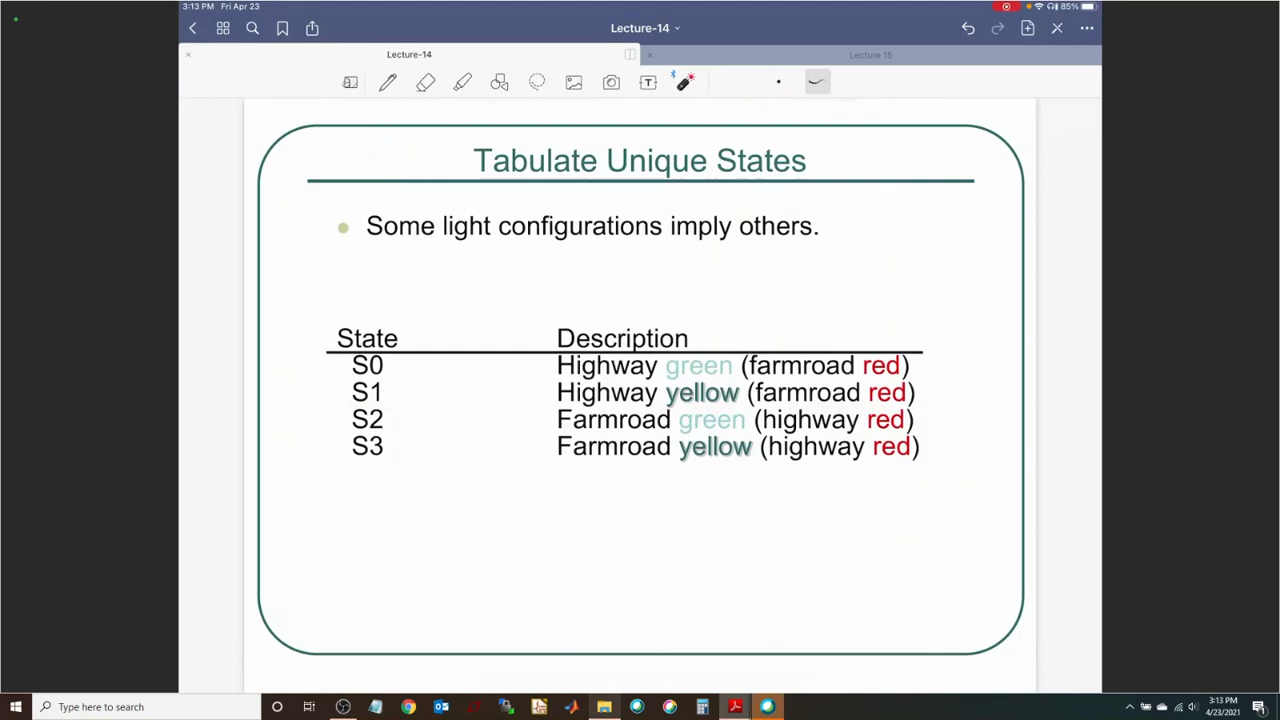 3:13 PM Fri Apr 23
85%
Lecture-14
Lecture-14
Lecture 15
T
Tabulate Unique States
Some light configurations imply others.
State Description
S0 Highway green (farmroad red)
S1 Highway yellow (farmroad red)
S2 Farmroad green (highway red)
S3 Farmroad yellow (highway red)
Type here to search
3:13 PM
4/23/2021